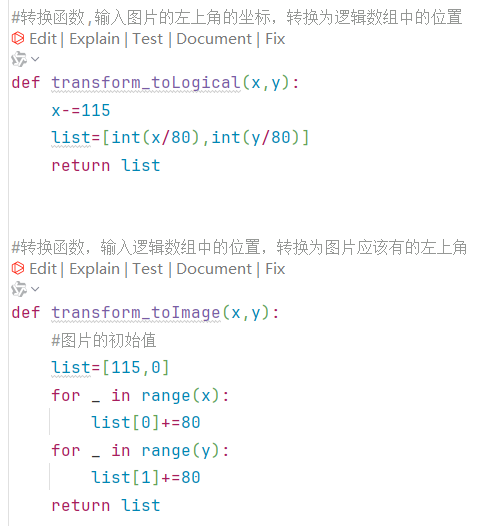 #转换函数,输入图片的左上角的坐标，转换为逻辑数组中的位置
Edit | Explain | Test | Document | Fix
def transform_toLogical(x,y):
    x-=115
    list=[int(x/80),int(y/80)]
    return list
#转换函数，输入逻辑数组中的位置，转换为图片应该有的左上角
Edit | Explain | Test | Document | Fix
def transform_toImage(x,y):
    #图片的初始值
    list=[115,0]
    for _ in range(x):
        list[0]+=80
    for _ in range(y):
        list[1]+=80
    return list